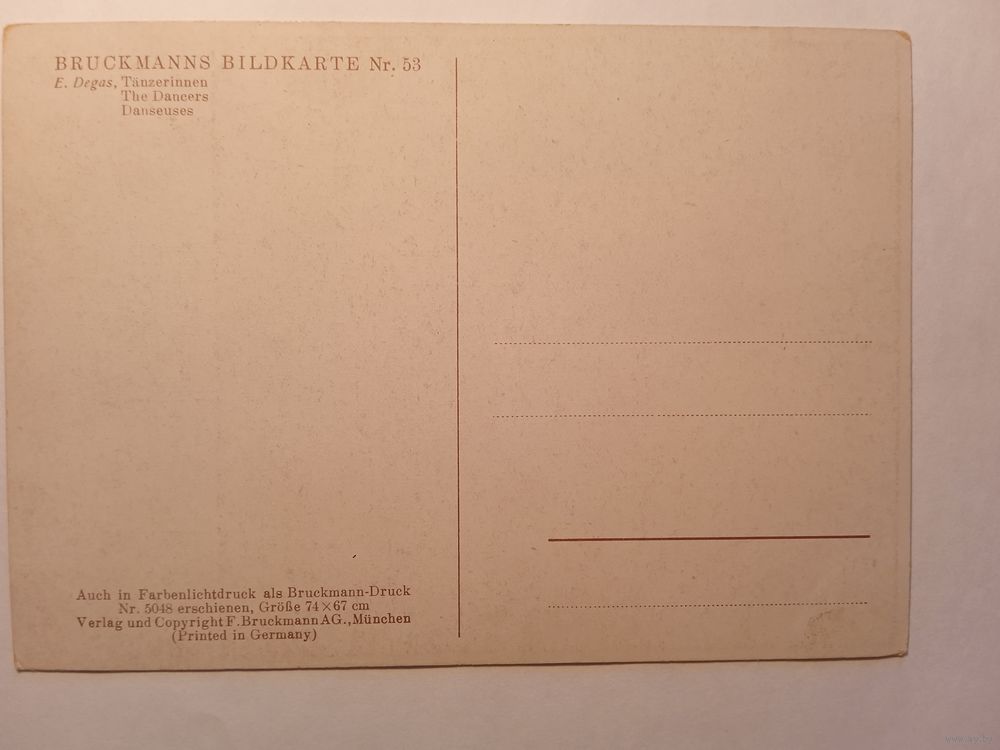 BRUCKMANNS BILDKARTE Nr. 53
E. Degas, Tänzerinnen
The Dancers
Danseuses
Auch in Farbenlichtdruck als Bruckmann-Druck
Nr. 5048 erschienen, Größe 74×67 cm
Verlag und Copyright F. Bruckmann AG., München
(Printed in Germany)